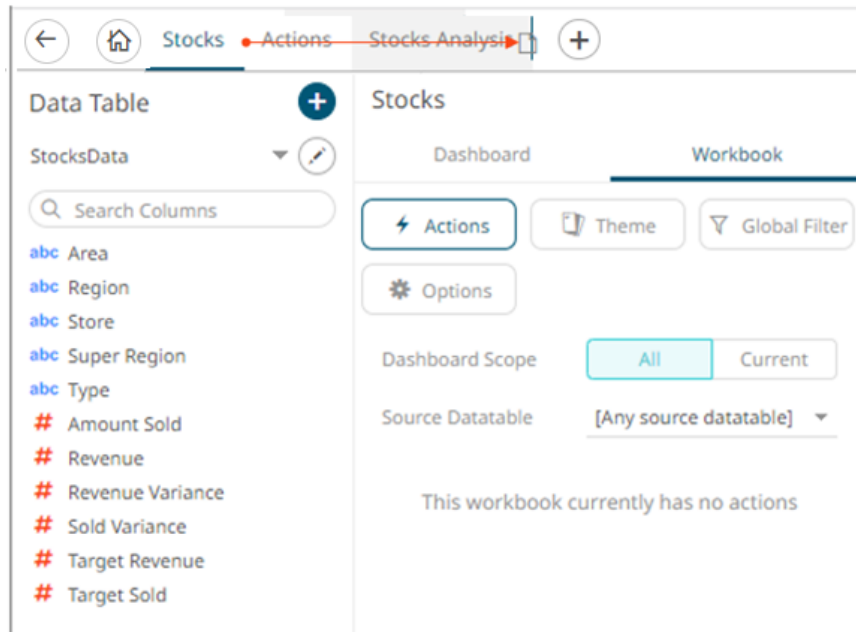 Stocks Actions Stocks Analysis +
Data Table +
StocksData
Search Columns
abc Area
abc Region
abc Store
abc Super Region
abc Type
# Amount Sold
# Revenue
# Revenue Variance
# Sold Variance
# Target Revenue
# Target Sold
Stocks
Dashboard Workbook
Actions Theme Global Filter
Options
Dashboard Scope All Current
Source Datatable [Any source datatable]
This workbook currently has no actions